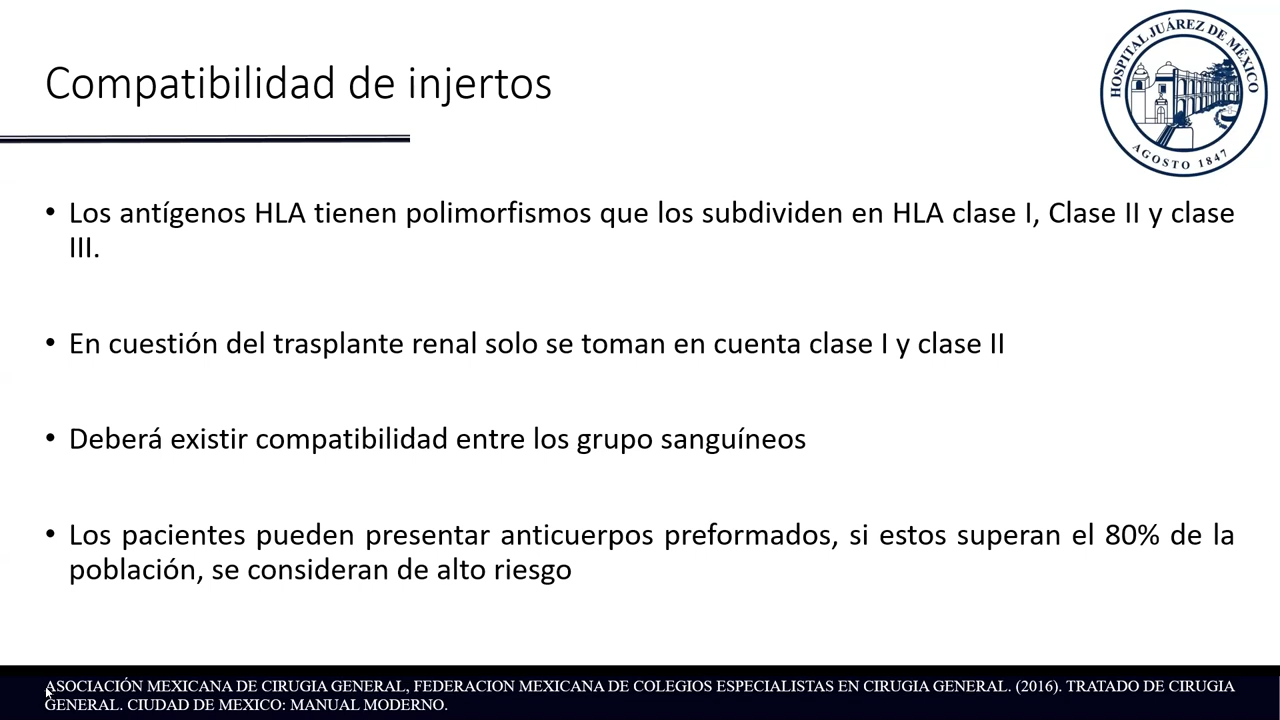 Compatibilidad de injertos
HOSPITAL JUÁREZ DE MÉXICO
AGOSTO 1847
• Los antígenos HLA tienen polimorfismos que los subdividen en HLA clase I, Clase II y clase
III.
• En cuestión del trasplante renal solo se toman en cuenta clase I y clase II
• Deberá existir compatibilidad entre los grupo sanguíneos
• Los pacientes pueden presentar anticuerpos preformados, si estos superan el 80% de la
población, se consideran de alto riesgo
ASOCIACIÓN MEXICANA DE CIRUGIA GENERAL, FEDERACION MEXICANA DE COLEGIOS ESPECIALISTAS EN CIRUGIA GENERAL. (2016). TRATADO DE CIRUGIA
GENERAL. CIUDAD DE MEXICO: MANUAL MODERNO.